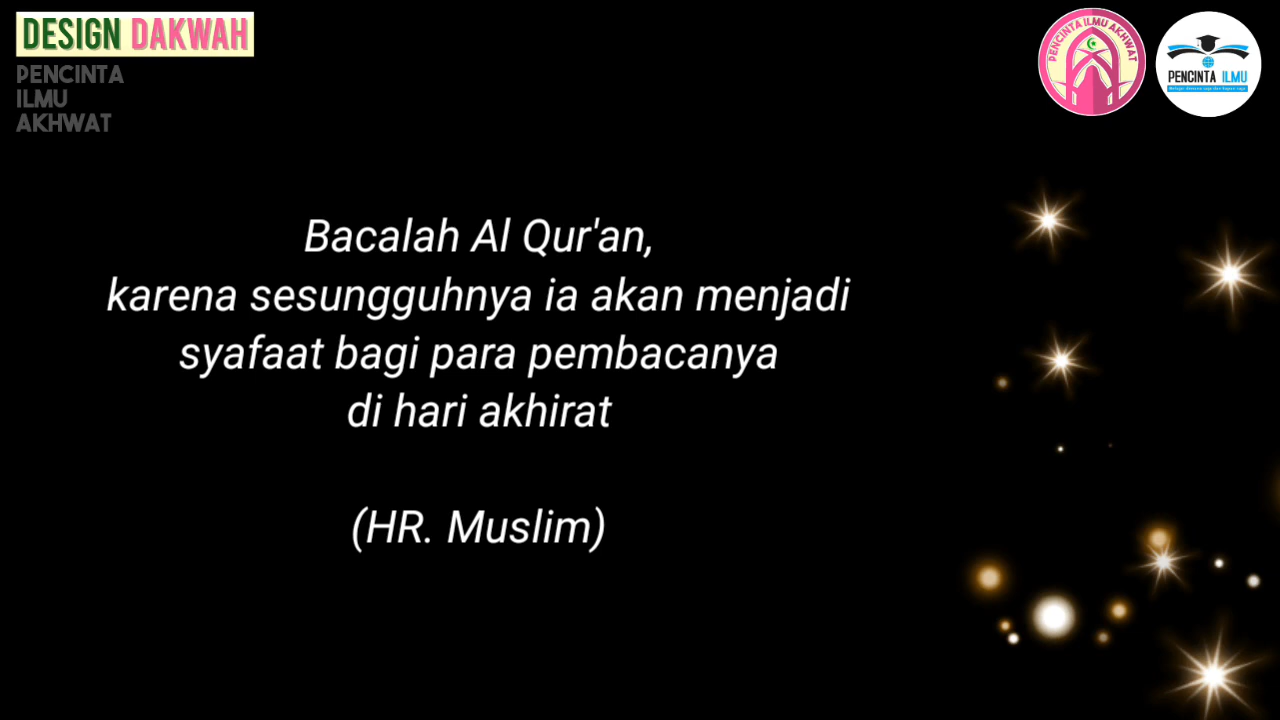 DESIGN DAKWAH
PENCINTA
ILMU
AKHWAT
PENCINTA ILMU AKHWAT
PENCINTA ILMU
Bacalah Al Qur'an,
karena sesungguhnya ia akan menjadi
syafaat bagi para pembacanya
di hari akhirat
(HR. Muslim)